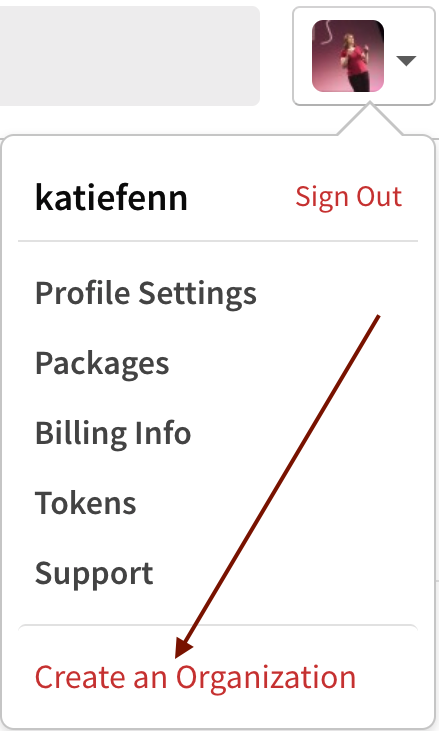 katiefenn
Sign Out
Profile Settings
Packages
Billing Info
Tokens
Support
Create an Organization